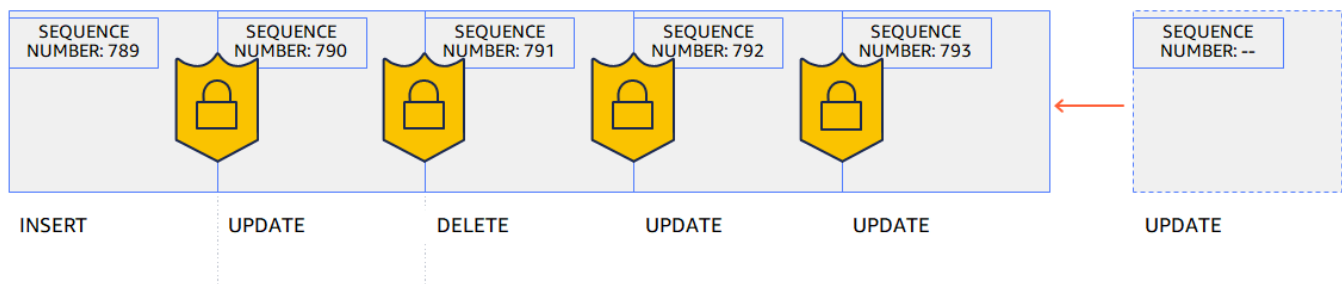 SEQUENCE
NUMBER: 789
SEQUENCE
NUMBER: 790
SEQUENCE
NUMBER: 791
SEQUENCE
NUMBER: 792
SEQUENCE
NUMBER: 793
SEQUENCE
NUMBER: --
INSERT
UPDATE
DELETE
UPDATE
UPDATE
UPDATE